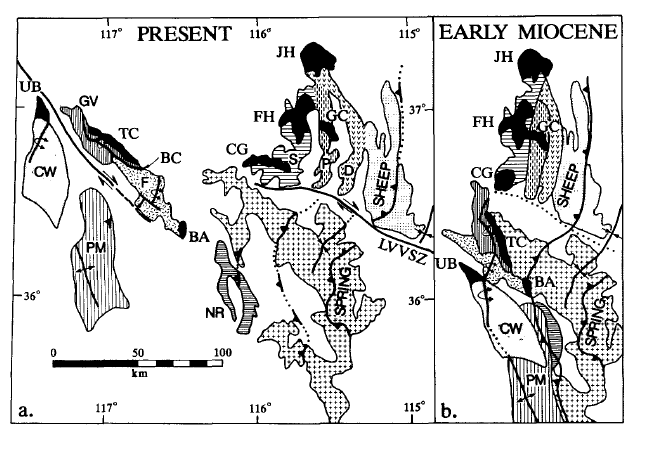 117°
PRESENT
116°
115°
EARLY MIOCENE
JH
JH
UB
GV
TC
FH
GC
37°
FH
GC
BC
CG
S
P
D
SHEEP
CG
SHEEP
CW
F
BA
LVVSZ
TC
PM
UB
BA
36°
36°
NR
SPRING
CW
SPRING
0
50
100
km
PM
a.
117°
116°
115°
b.